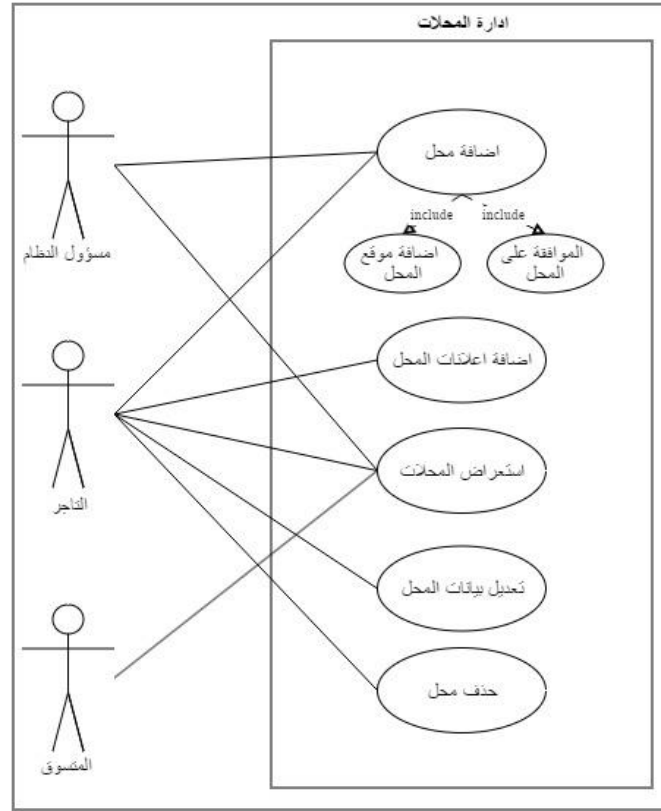 ادارة المحلات
اضافة محل
include
include
اضافة موقع
المحل
الموافقة على
المحل
مسؤول النظام
اضافة اعلانات المحل
استعراض المحلات
التاجر
تعديل بيانات المحل
حذف محل
المتسوق